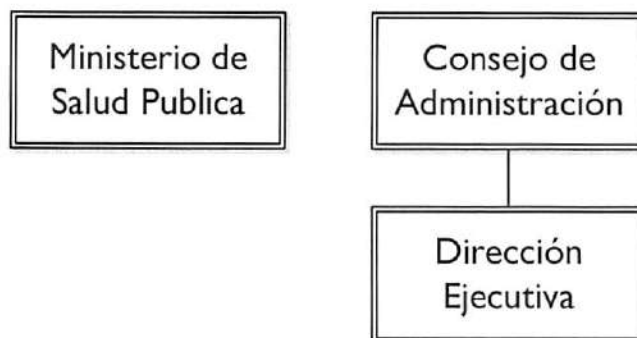 Ministerio de
Salud Publica
Consejo de
Administración
Dirección
Ejecutiva